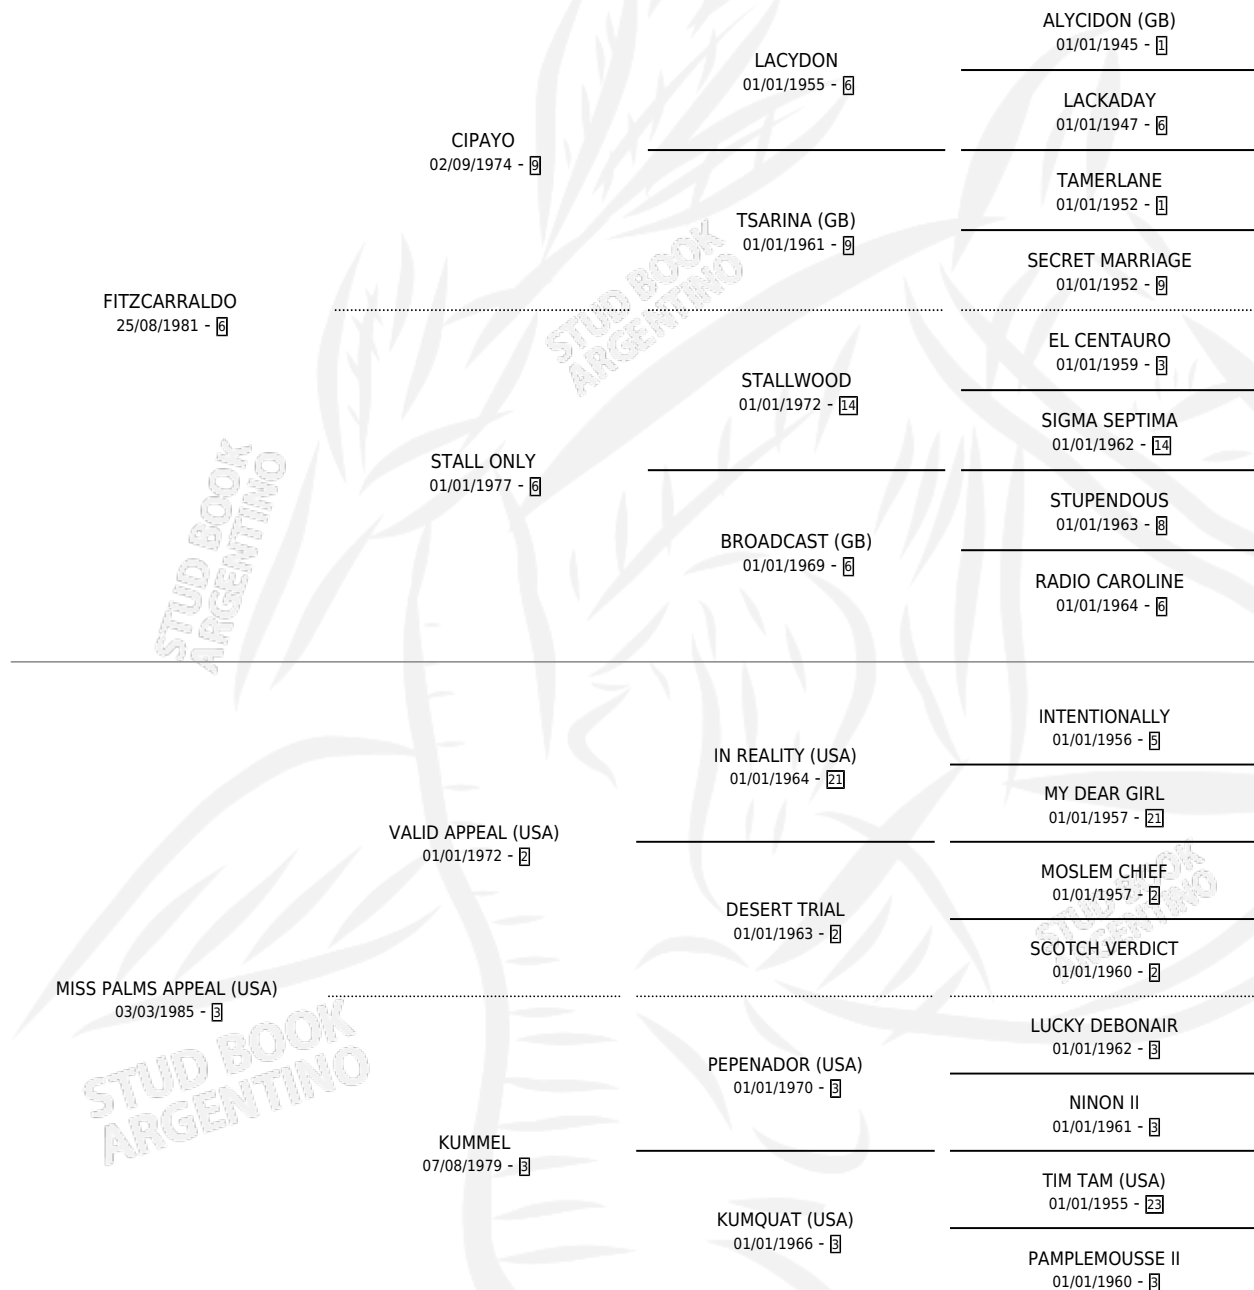 ALYCIDON (GB)
01/01/1945 - 1
LACYDON
01/01/1955 - 6
LACKADAY
01/01/1947 - 6
CIPAYO
02/09/1974 - 9
TAMERLANE
01/01/1952 - 1
TSARINA (GB)
01/01/1961 - 9
SECRET MARRIAGE
01/01/1952 - 9
FITZCARRALDO
25/08/1981 - 6
EL CENTAURO
01/01/1959 - 3
STALLWOOD
01/01/1972 - 14
SIGMA SEPTIMA
01/01/1962 - 14
STALL ONLY
01/01/1977 - 6
STUPENDOUS
01/01/1963 - 8
BROADCAST (GB)
01/01/1969 - 6
RADIO CAROLINE
01/01/1964 - 6
STUD BOOK
ARGENTINO
STUD BOOK
ARGENTINO
INTENTIONALLY
01/01/1956 - 5
IN REALITY (USA)
01/01/1964 - 21
MY DEAR GIRL
01/01/1957 - 21
VALID APPEAL (USA)
01/01/1972 - 2
MOSLEM CHIEF
01/01/1957 - 2
DESERT TRIAL
01/01/1963 - 2
SCOTCH VERDICT
01/01/1960 - 2
STUD BOOK
ARGENTINO
MISS PALMS APPEAL (USA)
03/03/1985 - 3
LUCKY DEBONAIR
01/01/1962 - 3
PEPENADOR (USA)
01/01/1970 - 3
NINON II
01/01/1961 - 3
STUD BOOK
ARGENTINO
KUMMEL
07/08/1979 - 3
TIM TAM (USA)
01/01/1955 - 23
KUMQUAT (USA)
01/01/1966 - 3
PAMPLEMOUSSE II
01/01/1960 - 3